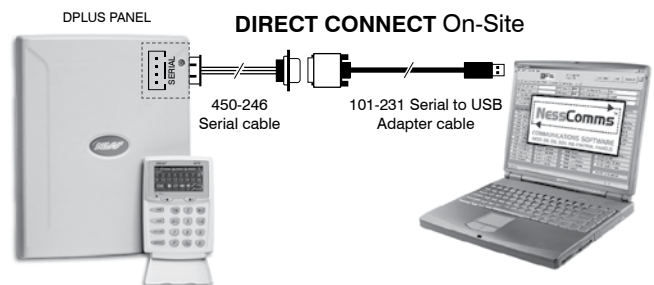 DPLUS PANEL
DIRECT CONNECT On-Site
SERIAL
450-246
Serial cable
101-231 Serial to USB
Adapter cable
NessComms
COMMUNICATIONS SOFTWARE